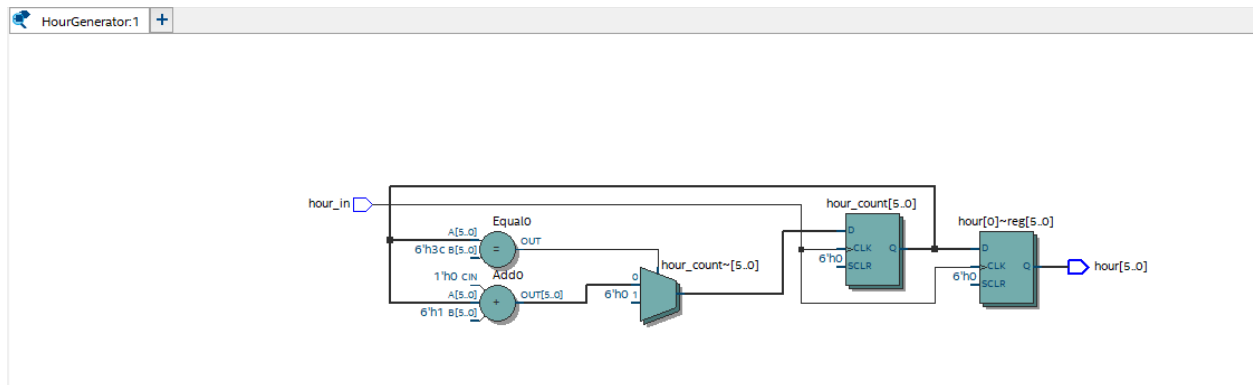 HourGenerator:1
+
hour_in
Equal0
A[5..0]
6'h3C B[5..0]
=
OUT
1'h0 CIN
Add0
A[5..0]
6'h1 B[5..0]
+
OUT[5..0]
hour_count~[5..0]
0
6'h0 1
hour_count[5..0]
D
CLK
Q
6'h0
SCLR
hour[0]~reg[5..0]
D
CLK
Q
6'h0
SCLR
hour[5..0]